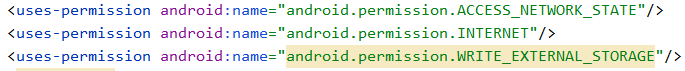 <uses-permission android:name="android.permission.ACCESS_NETWORK_STATE"/>
<uses-permission android:name="android.permission.INTERNET"/>
<uses-permission android:name="android.permission.WRITE_EXTERNAL_STORAGE"/>